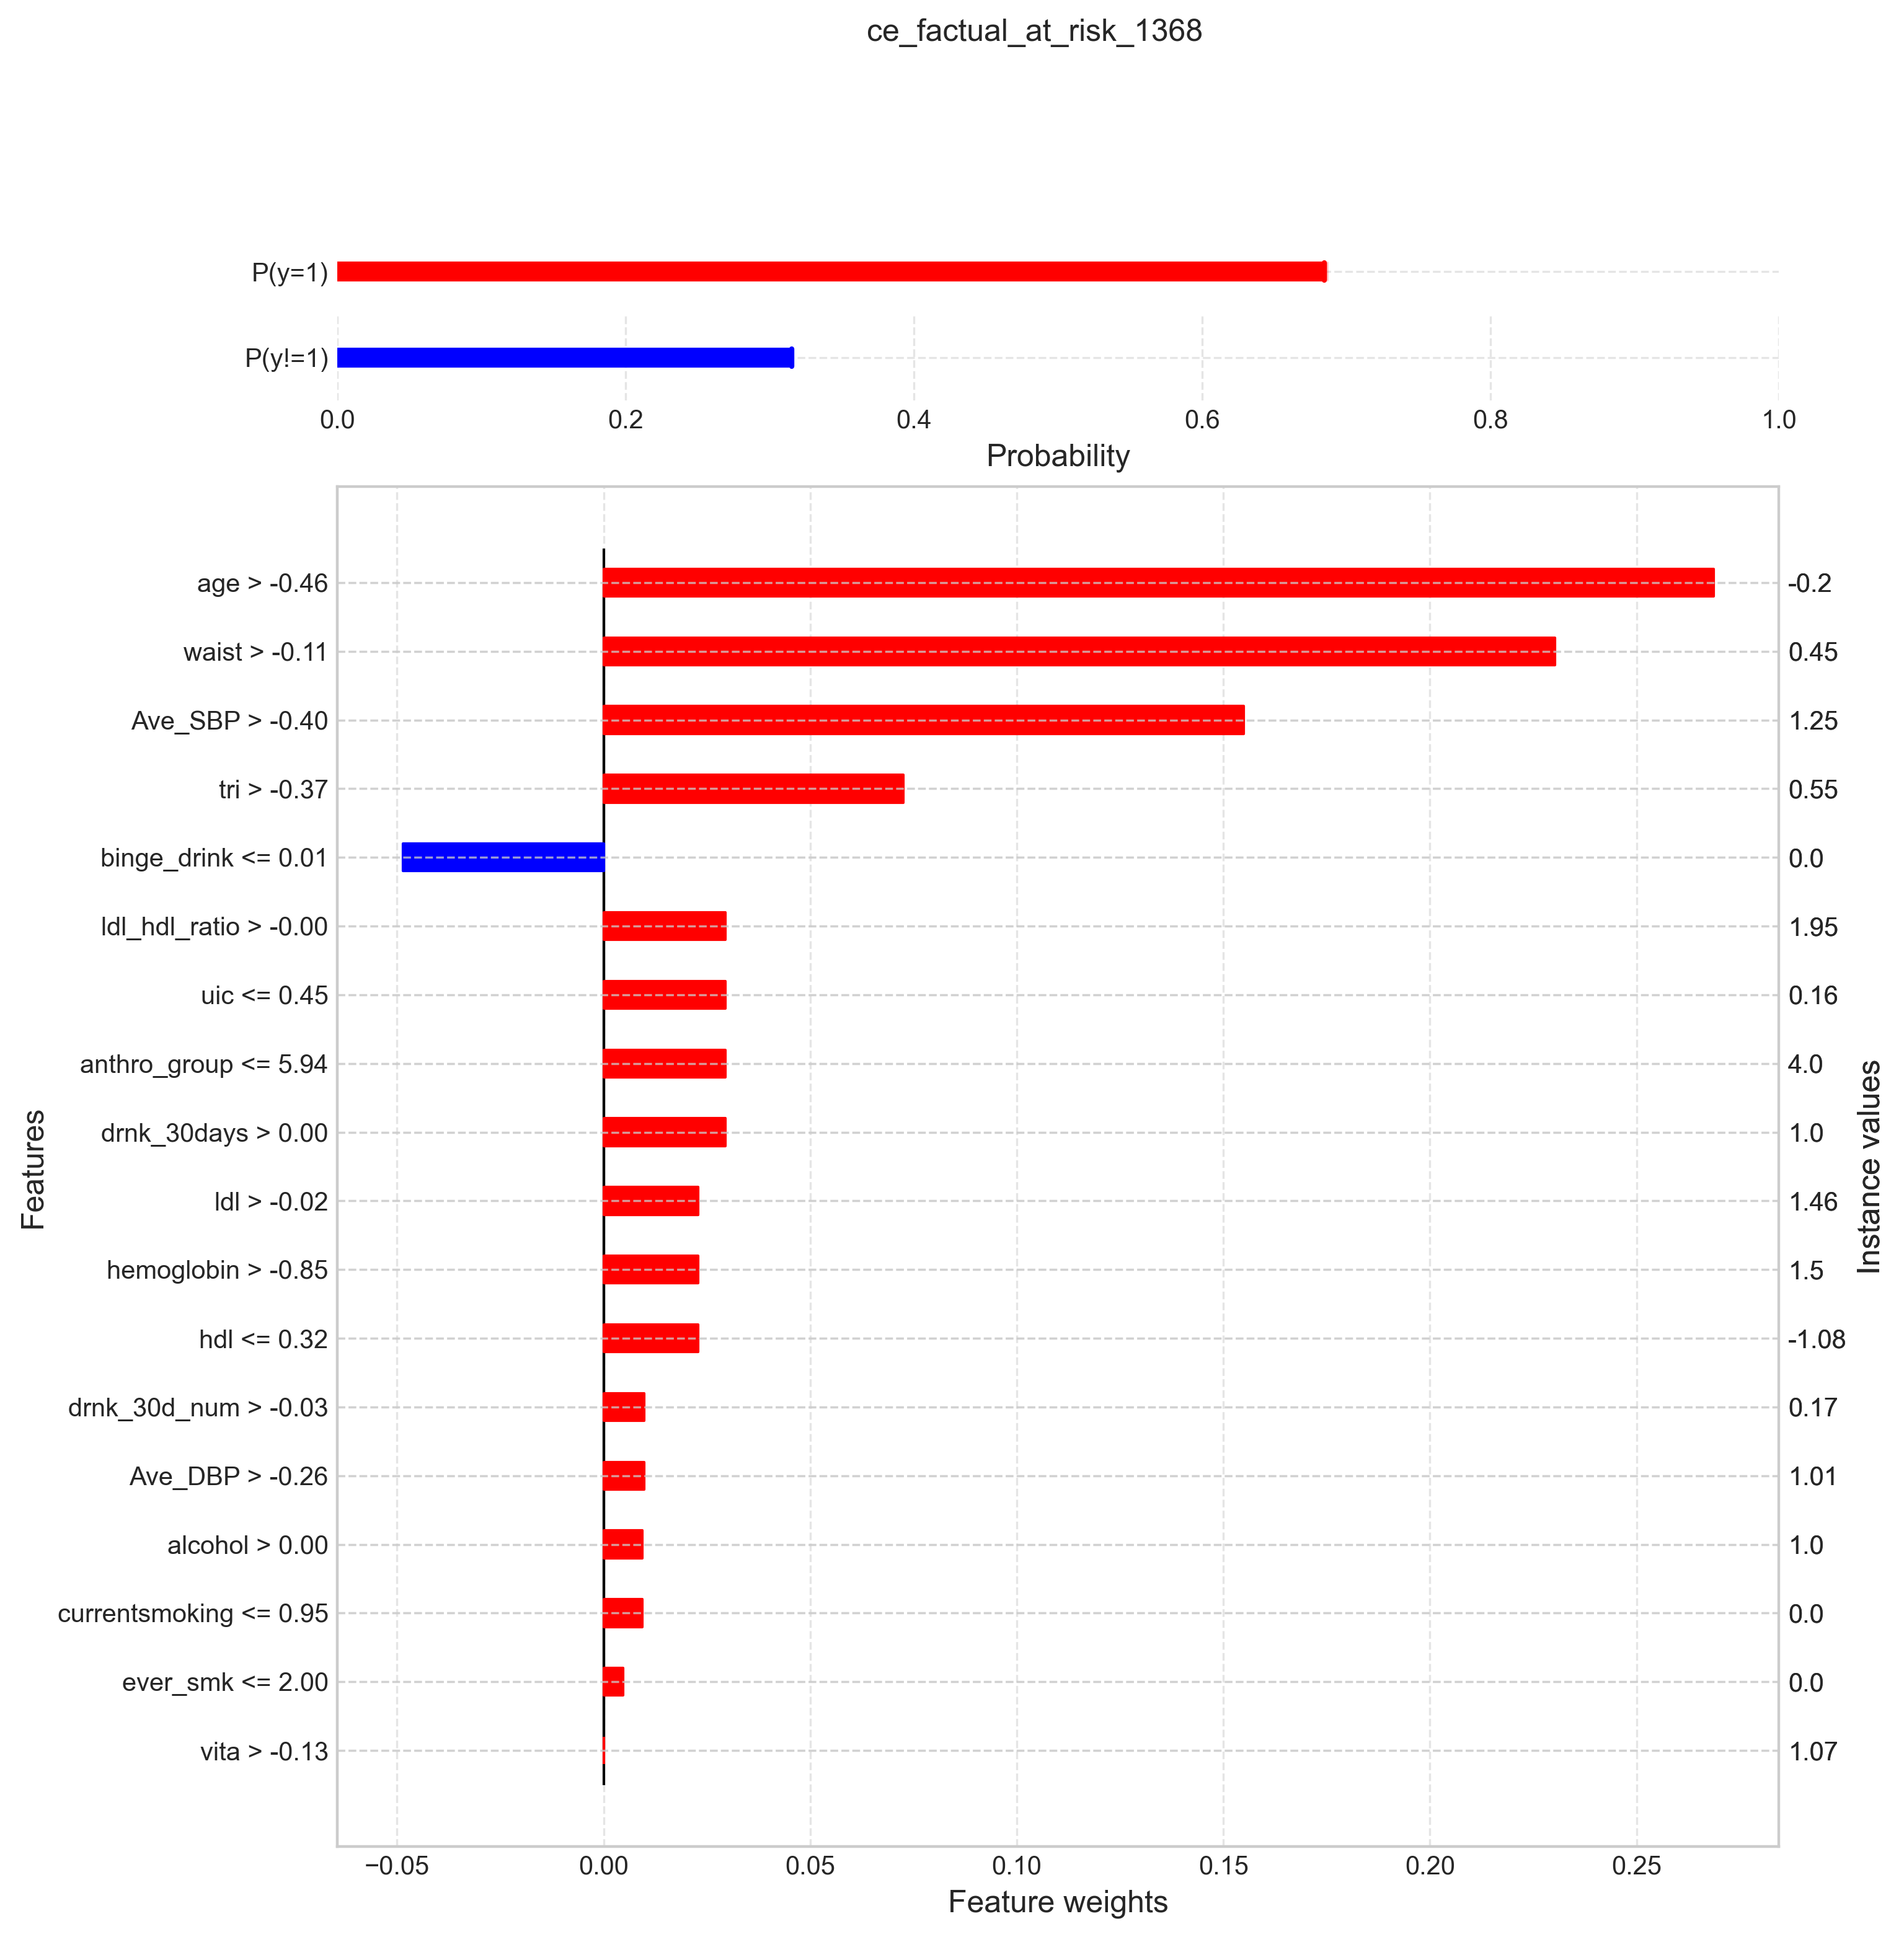 ce_factual_at_risk_1368
P(y=1)
P(y!=1)
0.0 0.2 0.4 0.6 0.8 1.0
Probability
age > -0.46 -0.2
waist > -0.11 0.45
Ave_SBP > -0.40 1.25
tri > -0.37 0.55
binge_drink <= 0.01 0.0
ldl_hdl_ratio > -0.00 1.95
uic <= 0.45 0.16
anthro_group <= 5.94 4.0
drnk_30days > 0.00 1.0
ldl > -0.02 1.46
hemoglobin > -0.85 1.5
hdl <= 0.32 -1.08
drnk_30d_num > -0.03 0.17
Ave_DBP > -0.26 1.01
alcohol > 0.00 1.0
currentsmoking <= 0.95 0.0
ever_smk <= 2.00 0.0
vita > -0.13 1.07
Features
Instance values
−0.05 0.00 0.05 0.10 0.15 0.20 0.25
Feature weights